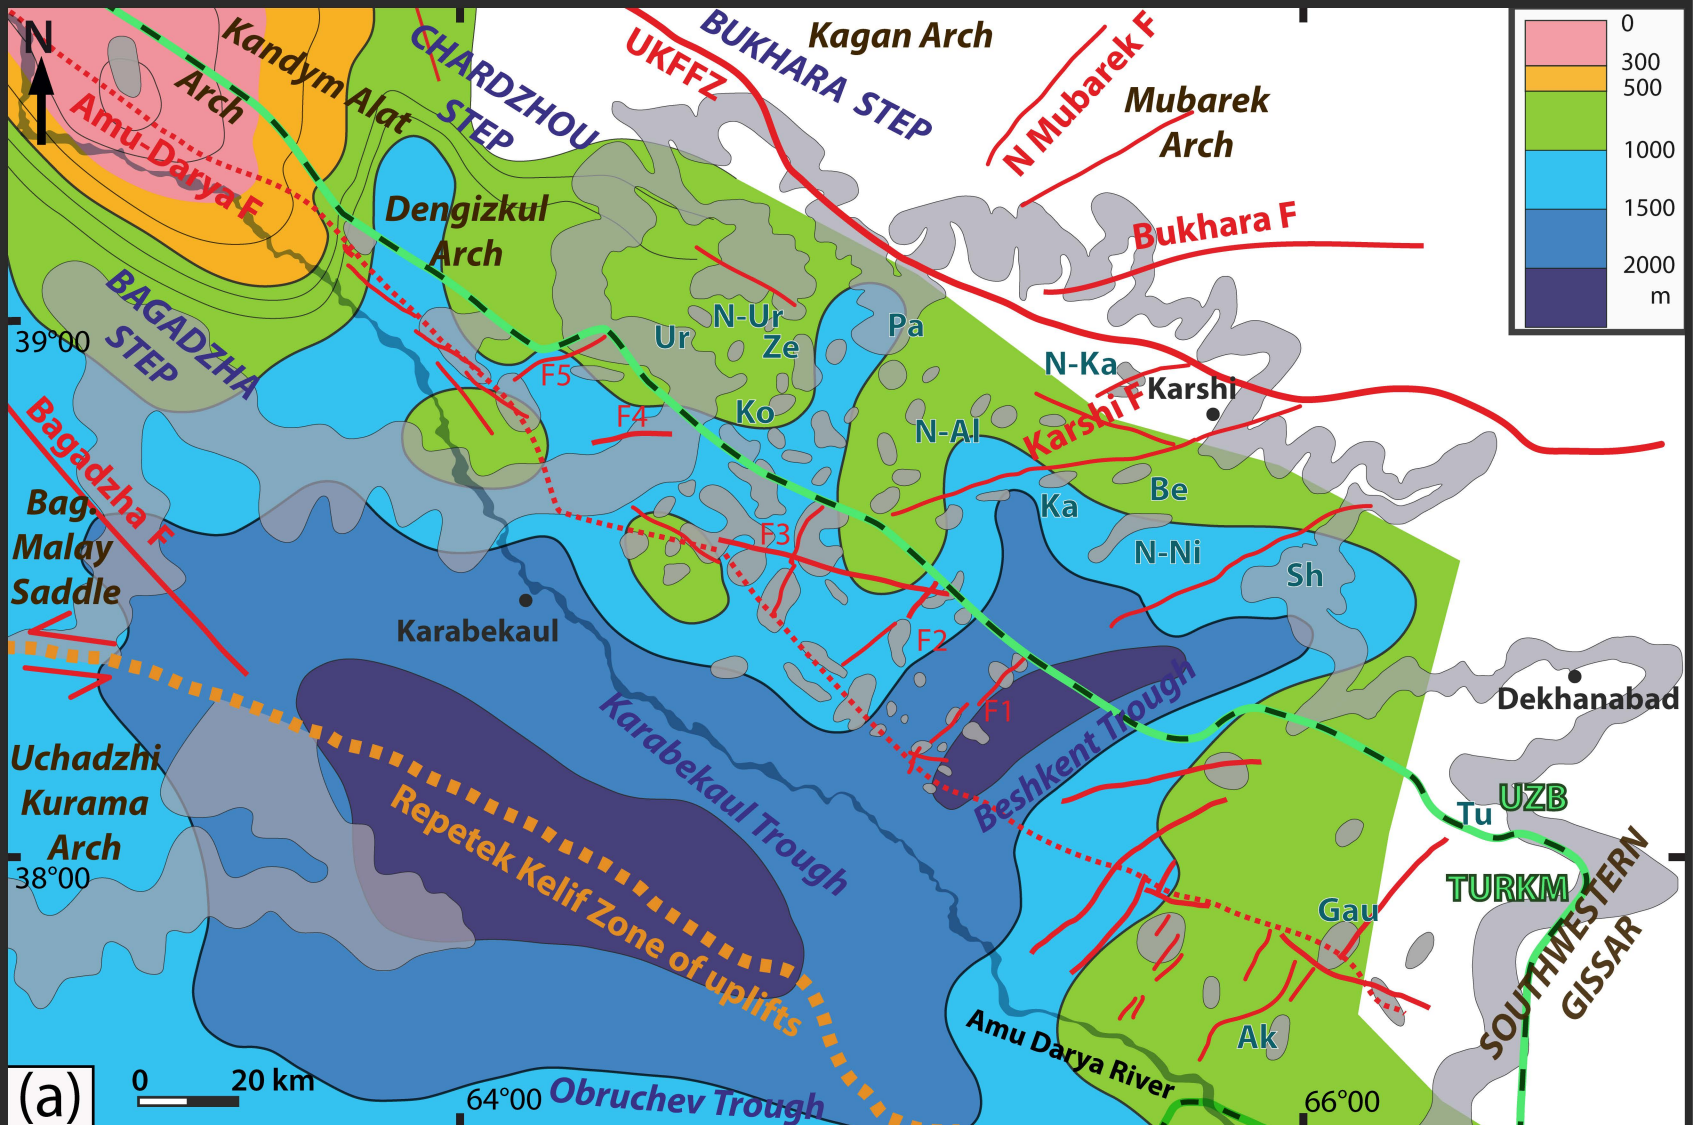 N
Kandym Alat
Arch
CHARDZHOU
STEP
UKFFZ
BUKHARA STEP
Kagan Arch
N Mubarek F
Mubarek
Arch
0
300
500
1000
1500
2000
m
Amu-Darya F
Dengizkul
Arch
Bukhara F
BAGADZHA
STEP
39°00
Ur
N-Ur
Ze
Pa
F5
N-Ka
Karshi
Karshi F
F4
Ko
N-Al
Bagadzha F
Bag.
Malay
Saddle
Be
Ka
F3
N-Ni
Sh
Karabekaul
F2
F1
Dekhanabad
Karabekaul Trough
Beshkent Trough
Uchadzhi
Kurama
Arch
Repetek Kelif Zone of uplifts
UZB
Tu
TURKM
38°00
Gau
SOUTHWESTERN
GISSAR
Ak
Amu Darya River
(a)
0 20 km
64°00
Obruchev Trough
66°00